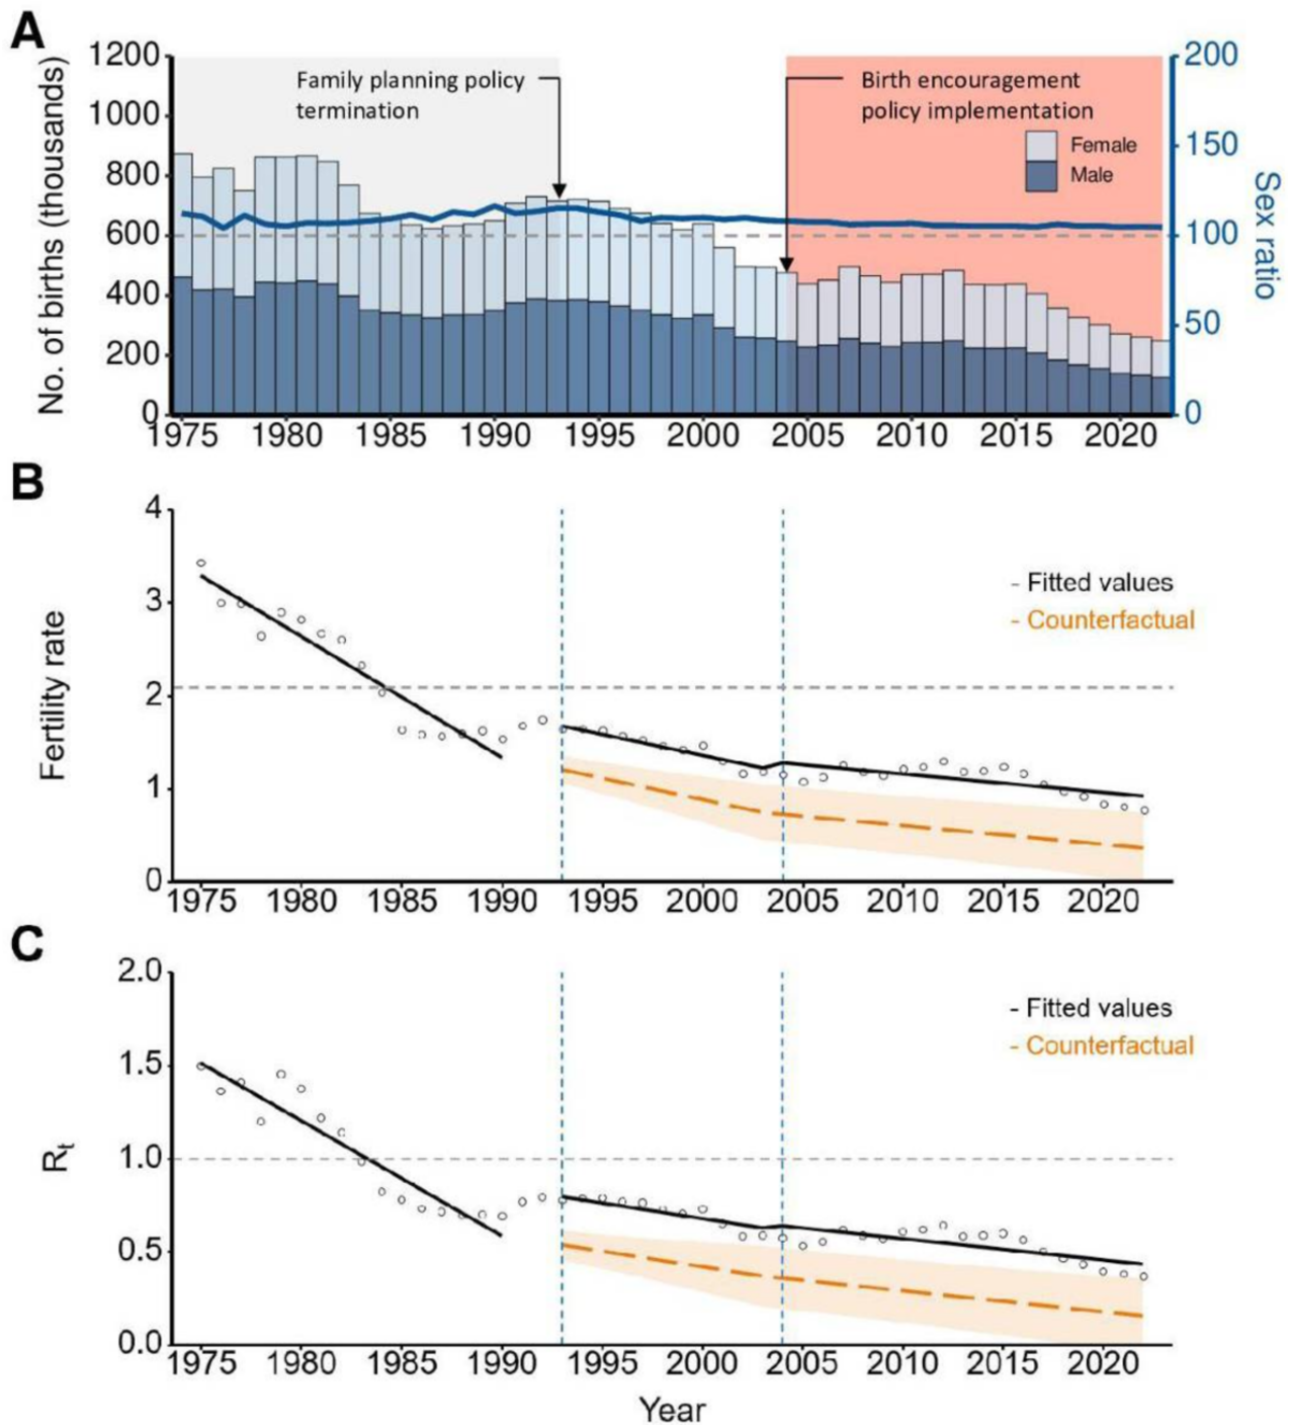 A
1200
1000
800
600
400
200
0
No. of births (thousands)
Family planning policy
termination
Birth encouragement
policy implementation
Female
Male
200
150
100
50
0
Sex ratio
1975 1980 1985 1990 1995 2000 2005 2010 2015 2020
B
4
3
2
1
0
Fertility rate
- Fitted values
- Counterfactual
1975 1980 1985 1990 1995 2000 2005 2010 2015 2020
C
2.0
1.5
1.0
0.5
0.0
Rt
- Fitted values
- Counterfactual
1975 1980 1985 1990 1995 2000 2005 2010 2015 2020
Year